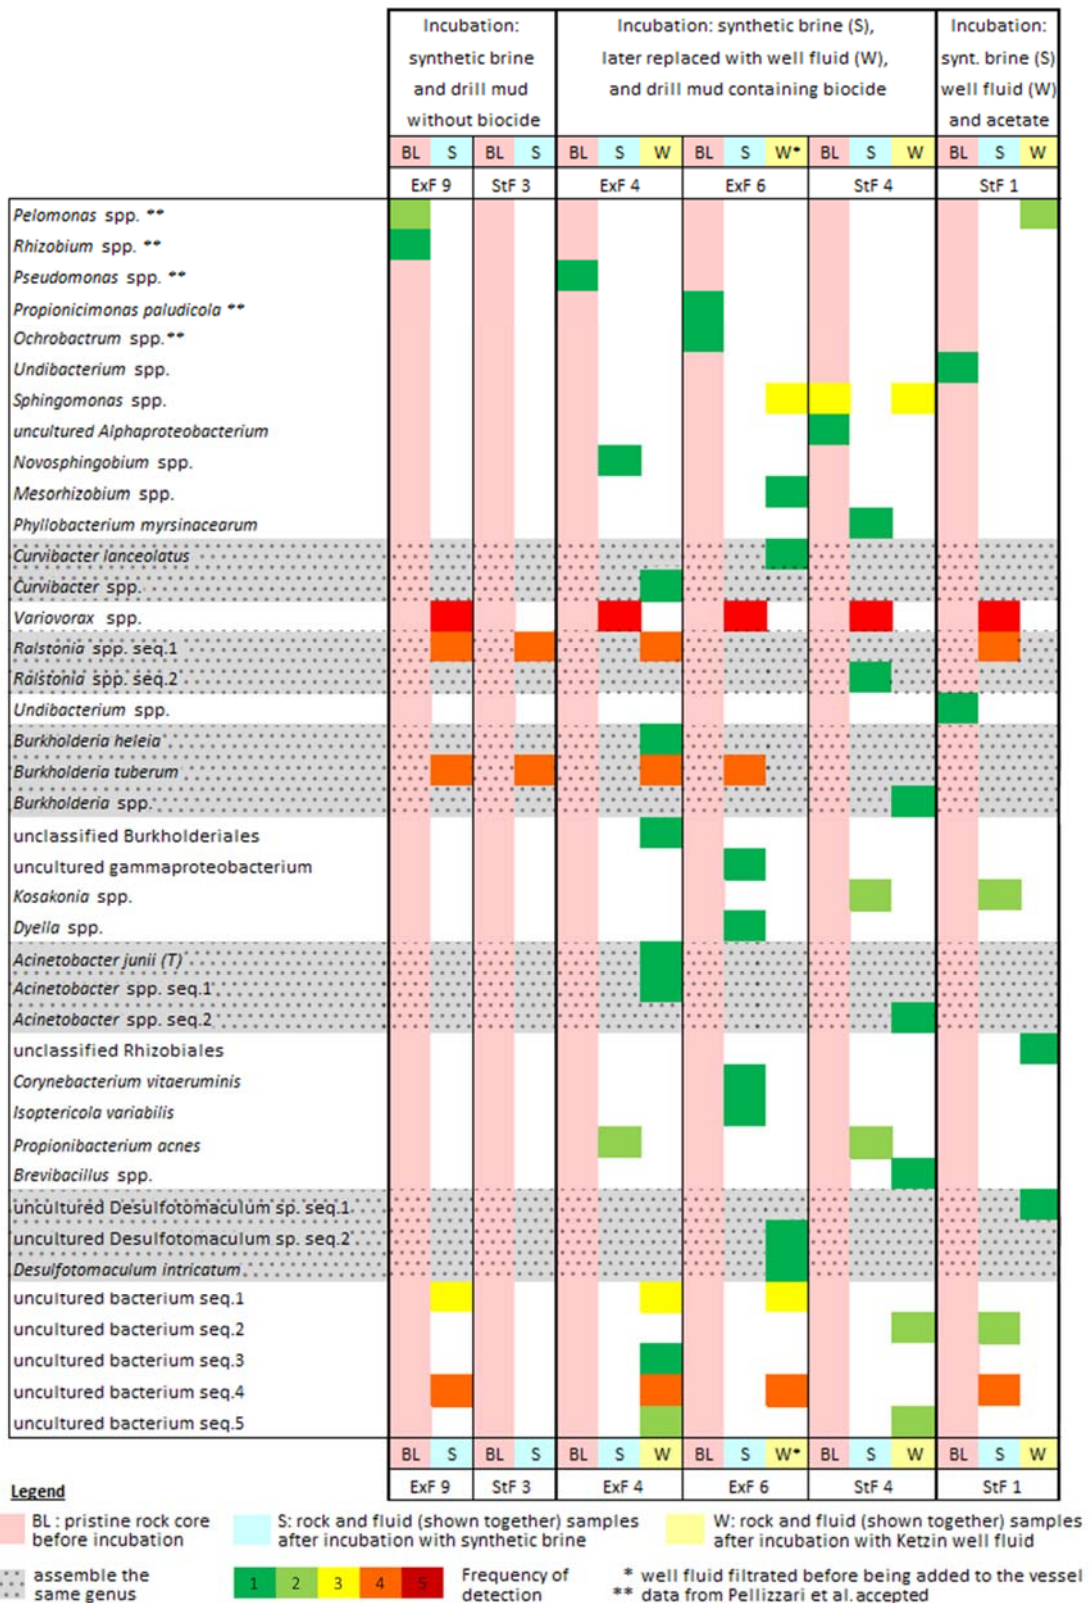 Incubation: synthetic brine and drill mud without biocide
Incubation: synthetic brine (S), later replaced with well fluid (W), and drill mud containing biocide
Incubation: synt. brine (S) well fluid (W) and acetate
BL S BL S BL S W BL S W* BL S W BL S W
ExF 9 StF 3 ExF 4 ExF 6 StF 4 StF 1
Pelomonas spp. **
Rhizobium spp. **
Pseudomonas spp. **
Propionicimonas paludicola **
Ochrobactrum spp.**
Undibacterium spp.
Sphingomonas spp.
uncultured Alphaproteobacterium
Novosphingobium spp.
Mesorhizobium spp.
Phyllobacterium myrsinacearum
Curvibacter lanceolatus
Curvibacter spp.
Variovorax spp.
Ralstonia spp. seq.1
Ralstonia spp. seq.2
Undibacterium spp.
Burkholderia heleia
Burkholderia tuberum
Burkholderia spp.
unclassified Burkholderiales
uncultured gammaproteobacterium
Kosakonia spp.
Dyella spp.
Acinetobacter junii (T)
Acinetobacter spp. seq.1
Acinetobacter spp. seq.2
unclassified Rhizobiales
Corynebacterium vitaeruminis
Isoptericola variabilis
Propionibacterium acnes
Brevibacillus spp.
uncultured Desulfotomaculum sp. seq.1
uncultured Desulfotomaculum sp. seq.2
Desulfotomaculum intricatum
uncultured bacterium seq.1
uncultured bacterium seq.2
uncultured bacterium seq.3
uncultured bacterium seq.4
uncultured bacterium seq.5
BL S BL S BL S W BL S W* BL S W BL S W
ExF 9 StF 3 ExF 4 ExF 6 StF 4 StF 1
Legend
BL : pristine rock core
before incubation
S: rock and fluid (shown together) samples
after incubation with synthetic brine
W: rock and fluid (shown together) samples
after incubation with Ketzin well fluid
assemble the
same genus
1 2 3 4 5
Frequency of
detection
* well fluid filtrated before being added to the vessel
** data from Pellizzari et al. accepted